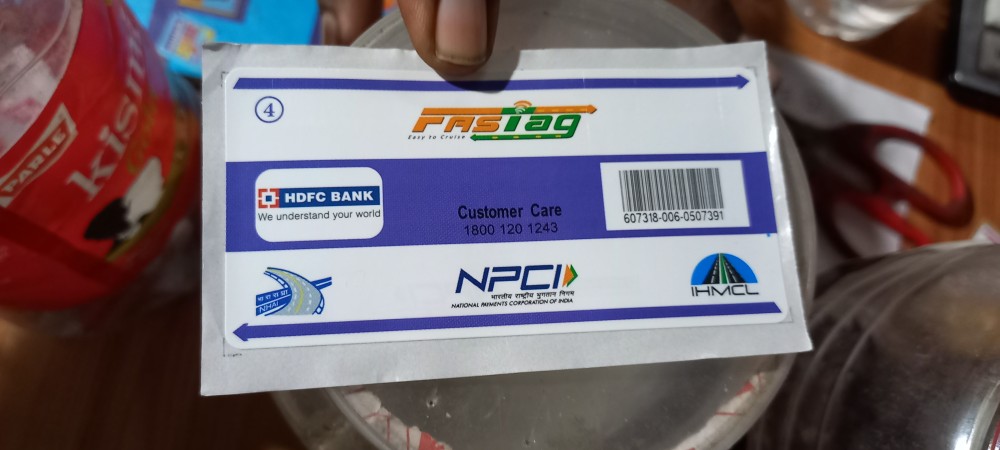 PARLE
kismi
4
FASTag
Easy to Cruise
HDFC BANK
We understand your world
Customer Care
1800 120 1243
607318-006-0507391
भा रा रा प्रा
NHAI
NPCI
भारतीय राष्ट्रीय भुगतान निगम
NATIONAL PAYMENTS CORPORATION OF INDIA
IHMCL